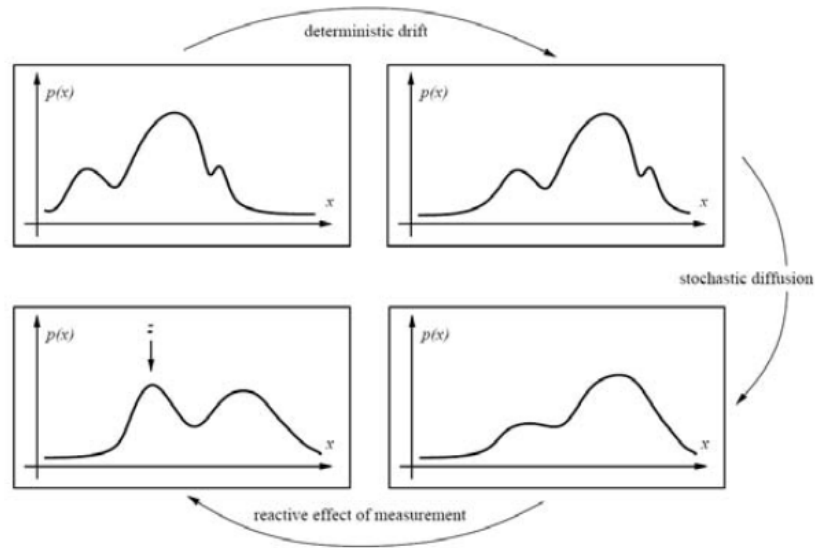 deterministic drift
p(x)
x
p(x)
x
stochastic diffusion
p(x)
z
x
p(x)
x
reactive effect of measurement